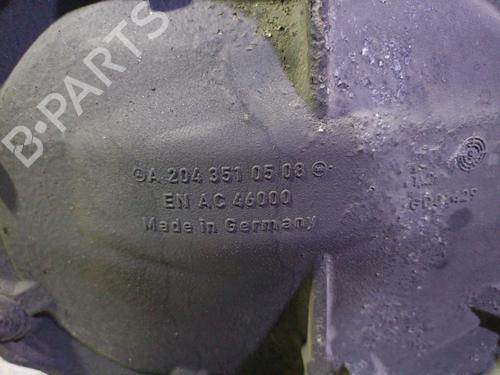 B-PARTS
A 204 351 05 08
EN AC 46000
Made in Germany